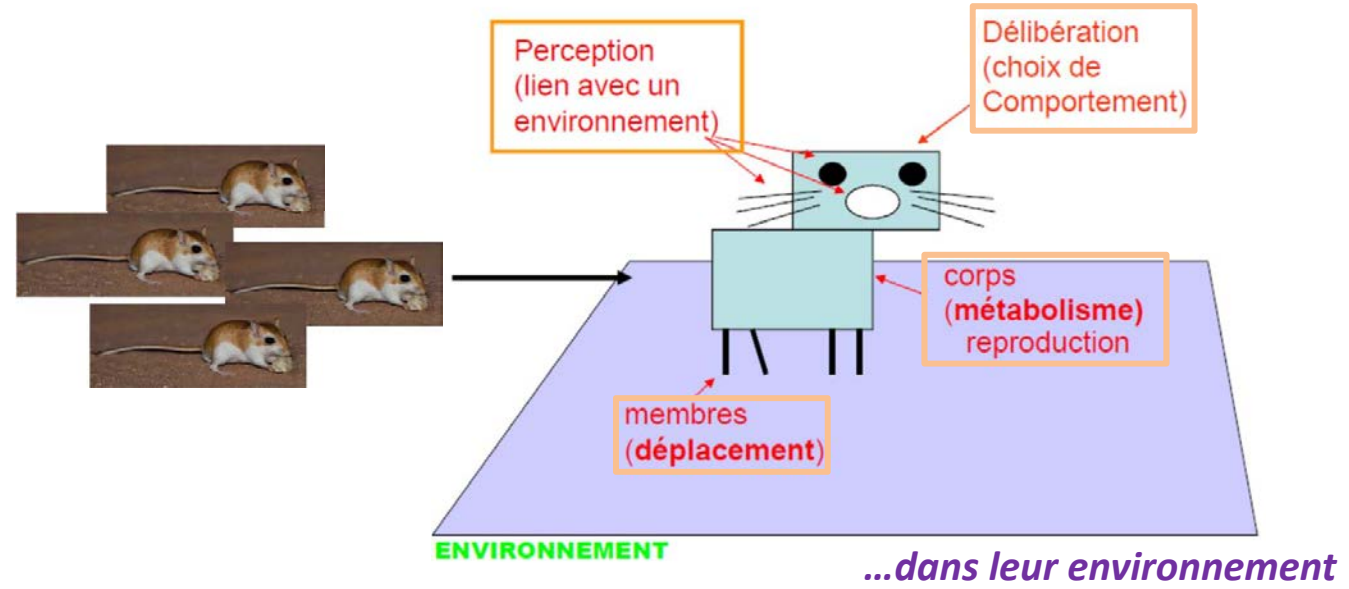 Perception
(lien avec un
environnement)
Délibération
(choix de
Comportement)
corps
(métabolisme)
reproduction
membres
(déplacement)
ENVIRONNEMENT
...dans leur environnement